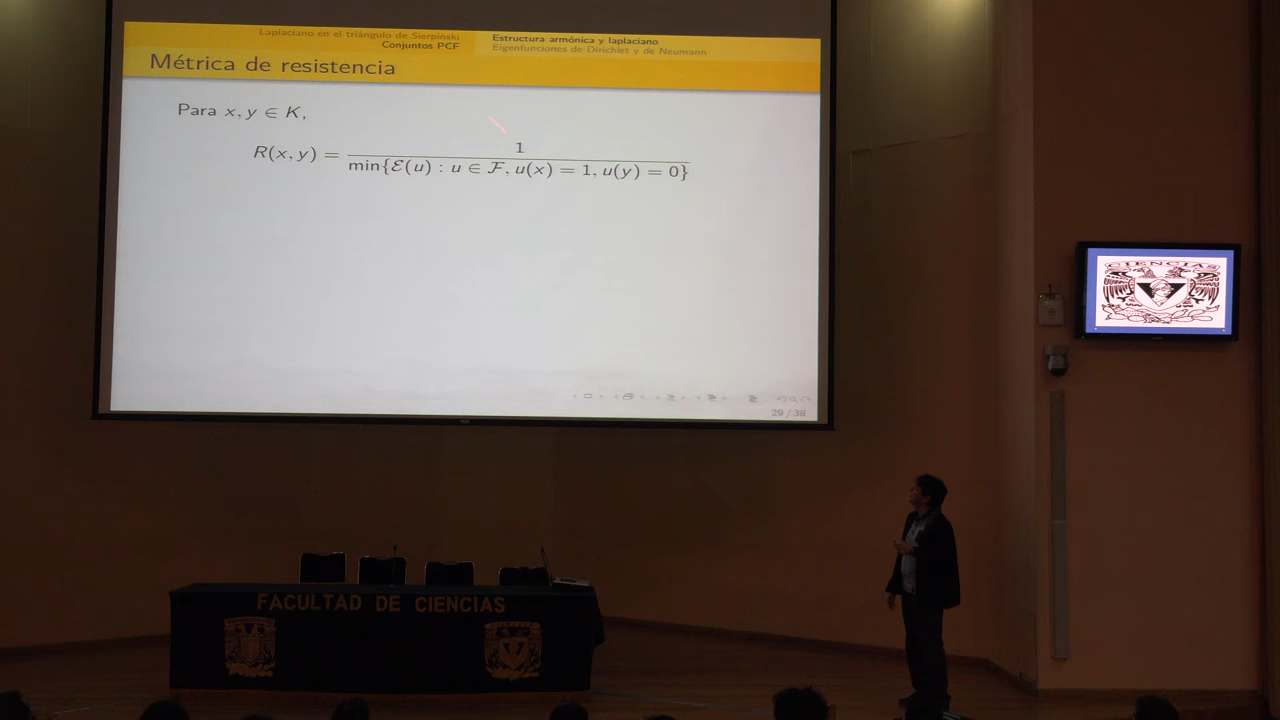 Laplaciano en el triángulo de Sierpiński
Conjuntos PCF
Estructura armónica y laplaciano
Eigenfunciones de Dirichlet y de Neumann
Métrica de resistencia
Para x, y ∈ K,
R(x, y) = 1 / min{ℰ(u) : u ∈ ℱ, u(x) = 1, u(y) = 0}
29 / 38
CIENCIAS
FACULTAD DE CIENCIAS